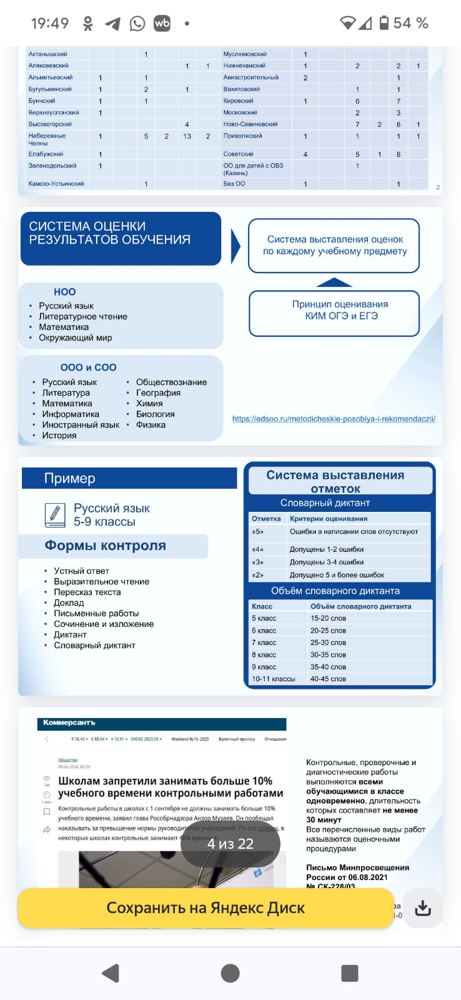 19:49 wb • 54 %
Актанышский 1 Муслюмовский 1
Алексеевский 1 1 Нижнекамский 1 2 2 1
Альметьевский 1 1 Авиастроительный 2 1
Бугульминский 1 2 1 Вахитовский 1 1
Буинский 1 1 Кировский 1 6 7
Верхнеуслонский 1 Московский 2 3
Высокогорский 4 Ново-Савиновский 7 2 8 1
Набережные Челны 1 5 2 13 2 Приволжский 1 1 1 1
Елабужский 1 Советский 4 5 1 8
Зеленодольский 1 ОО для детей с ОВЗ (Казань) 1
Камско-Устьинский 1 Без ОО 1 1
2
СИСТЕМА ОЦЕНКИ
РЕЗУЛЬТАТОВ ОБУЧЕНИЯ
Система выставления оценок
по каждому учебному предмету
Принцип оценивания
КИМ ОГЭ и ЕГЭ
НОО
• Русский язык
• Литературное чтение
• Математика
• Окружающий мир
ООО и СОО
• Русский язык
• Литература
• Математика
• Информатика
• Иностранный язык
• История
• Обществознание
• География
• Химия
• Биология
• Физика
https://edsoo.ru/metodicheskie-posobiya-i-rekomendaczii/
Пример
Русский язык
5-9 классы
Формы контроля
• Устный ответ
• Выразительное чтение
• Пересказ текста
• Доклад
• Письменные работы
• Сочинение и изложение
• Диктант
• Словарный диктант
Система выставления
отметок
Словарный диктант
Отметка Критерии оценивания
«5» Ошибки в написании слов отсутствуют
«4» Допущены 1-2 ошибки
«3» Допущены 3-4 ошибки
«2» Допущено 5 и более ошибок
Объём словарного диктанта
Класс Объём словарного диктанта
5 класс 15-20 слов
6 класс 20-25 слов
7 класс 25-30 слов
8 класс 30-35 слов
9 класс 35-40 слов
10-11 классы 40-45 слов
Коммерсантъ
$ 78,49 € 88,94 ¥ 10,91 IMOEX 2803,00 Weekend №16-2025 Валютный прогноз Отношения
Общество
09.06.2024, 07:29
Школам запретили занимать больше 10%
учебного времени контрольными работами
16K
1 мин.
Контрольные работы в школах с 1 сентября не должны занимать больше 10%
учебного времени, заявил глава Рособрнадзора Анзор Музаев. Он пообещал
наказывать за превышение нормы руководителей учреждений. По его словам, в
некоторых школах контрольные занимают 40% времени.
4 из 22
Контрольные, проверочные и
диагностические работы
выполняются всеми
обучающимися в классе
одновременно, длительность
которых составляет не менее
30 минут
Все перечисленные виды работ
называются оценочными
процедурами
Письмо Минпросвещения
России от 06.08.2021
№ СК-228/03
Сохранить на Яндекс Диск